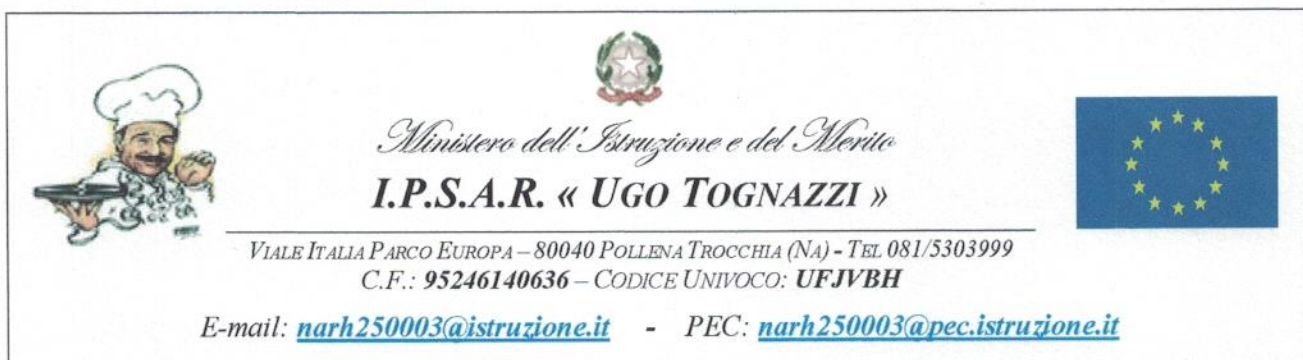 Ministero dell'Istruzione e del Merito
I.P.S.A.R. « UGO TOGNAZZI »
VIALE ITALIA PARCO EUROPA – 80040 POLLENA TROCCHIA (NA) - TEL 081/5303999
C.F.: 95246140636 – CODICE UNIVOCO: UFJVBH
E-mail: narh250003@istruzione.it - PEC: narh250003@pec.istruzione.it